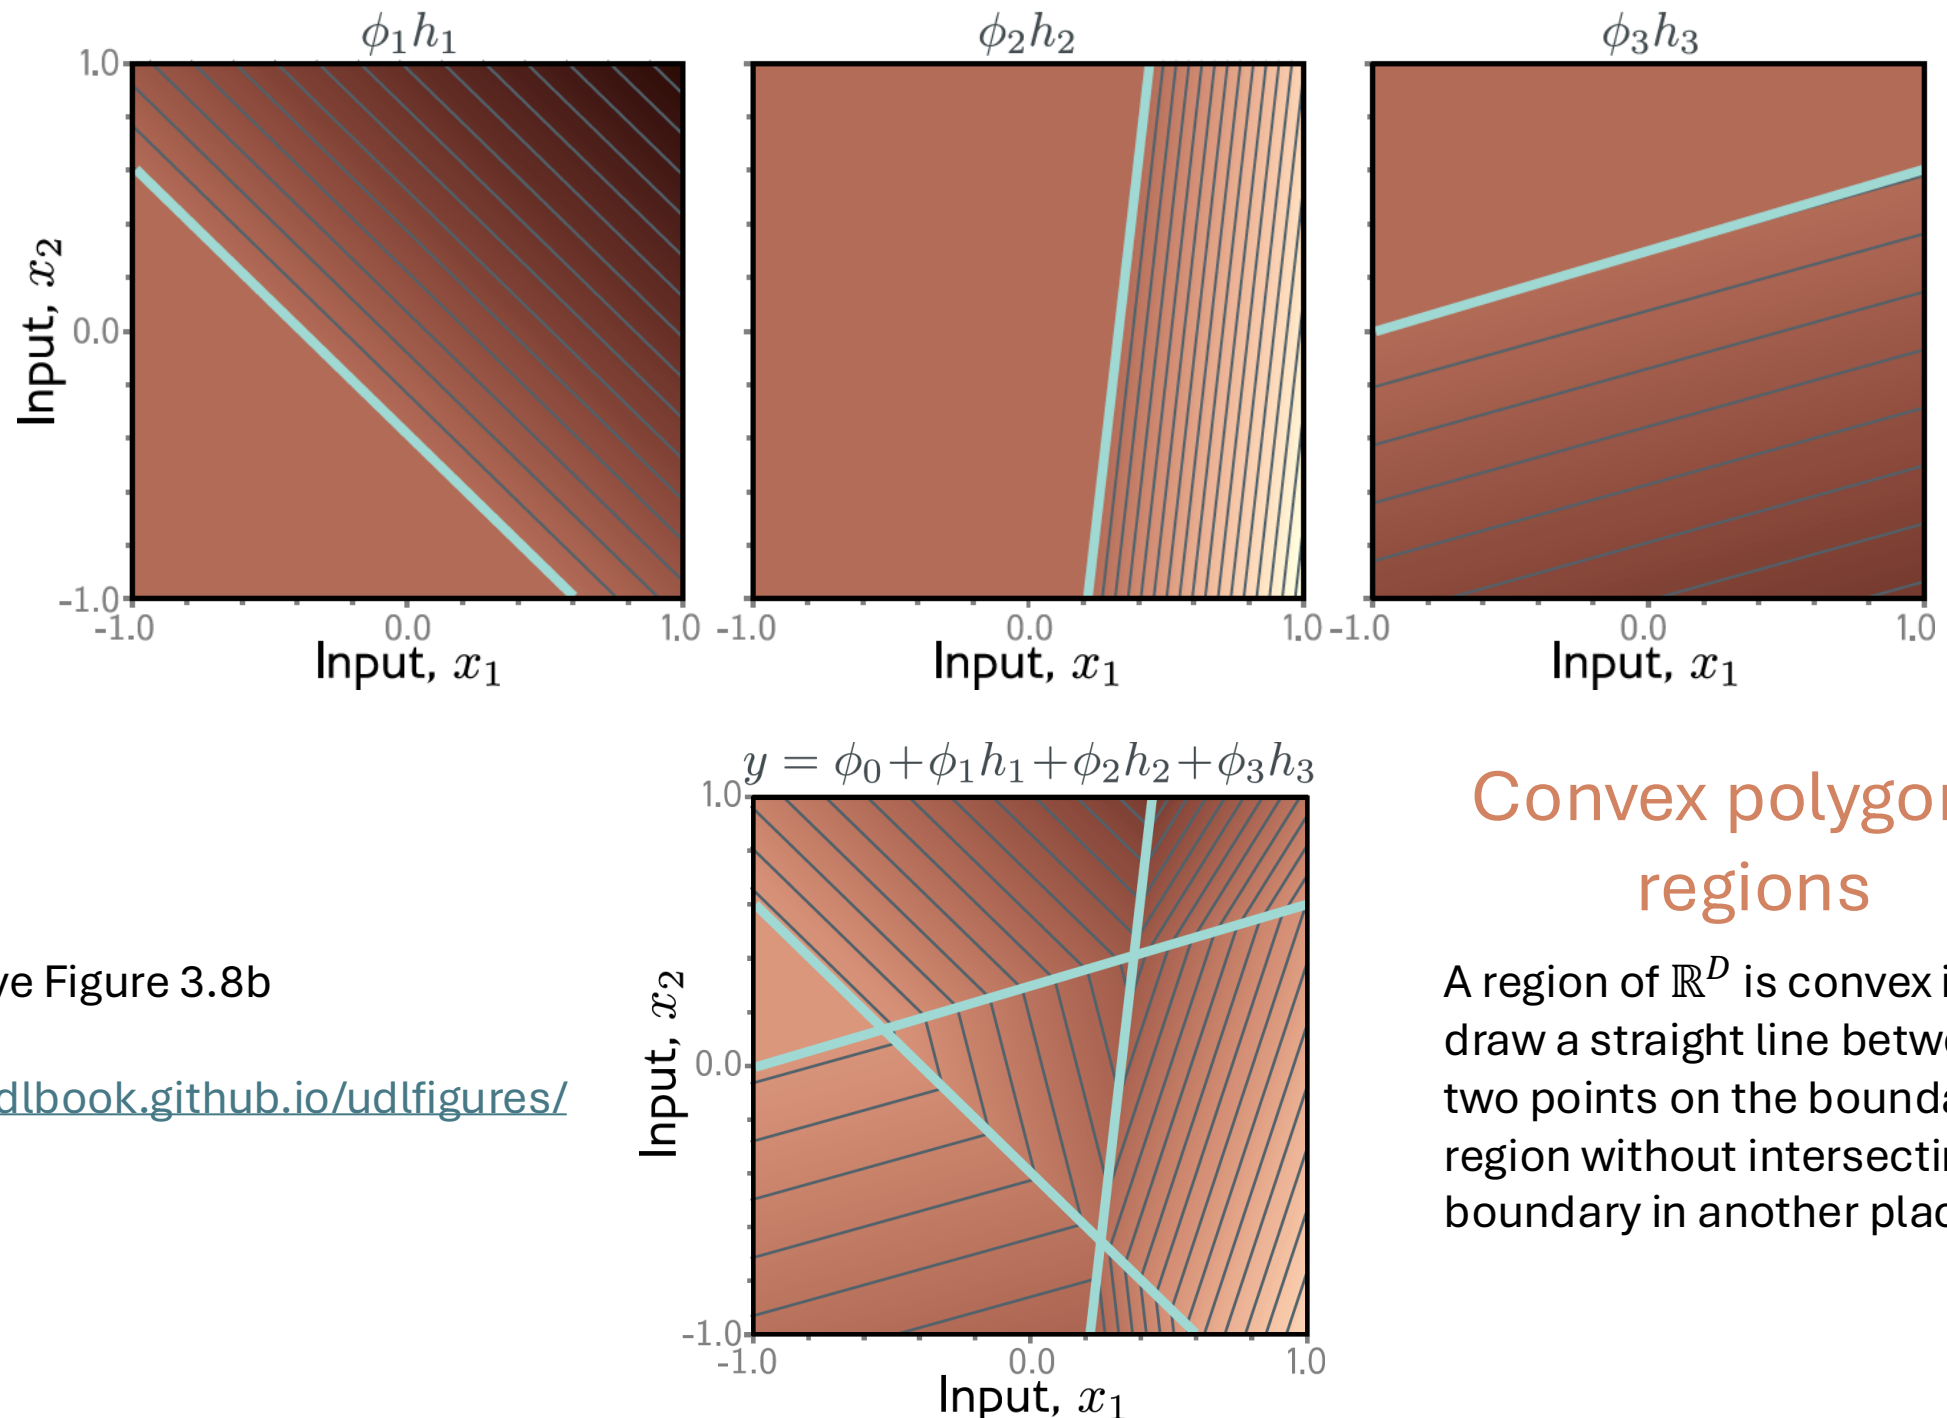 ϕ₁h₁ ϕ₂h₂ ϕ₃h₃
1.0
0.0
-1.0
Input, x₂
-1.0 0.0 1.0 -1.0 0.0 1.0 -1.0 0.0 1.0
Input, x₁ Input, x₁ Input, x₁
y = ϕ₀+ϕ₁h₁+ϕ₂h₂+ϕ₃h₃
1.0
0.0
-1.0
Input, x₂
-1.0 0.0 1.0
Input, x₁
ve Figure 3.8b
dlbook.github.io/udlfigures/
Convex polygon
regions
A region of ℝᴰ is convex i
draw a straight line betwe
two points on the bounda
region without intersectin
boundary in another plac